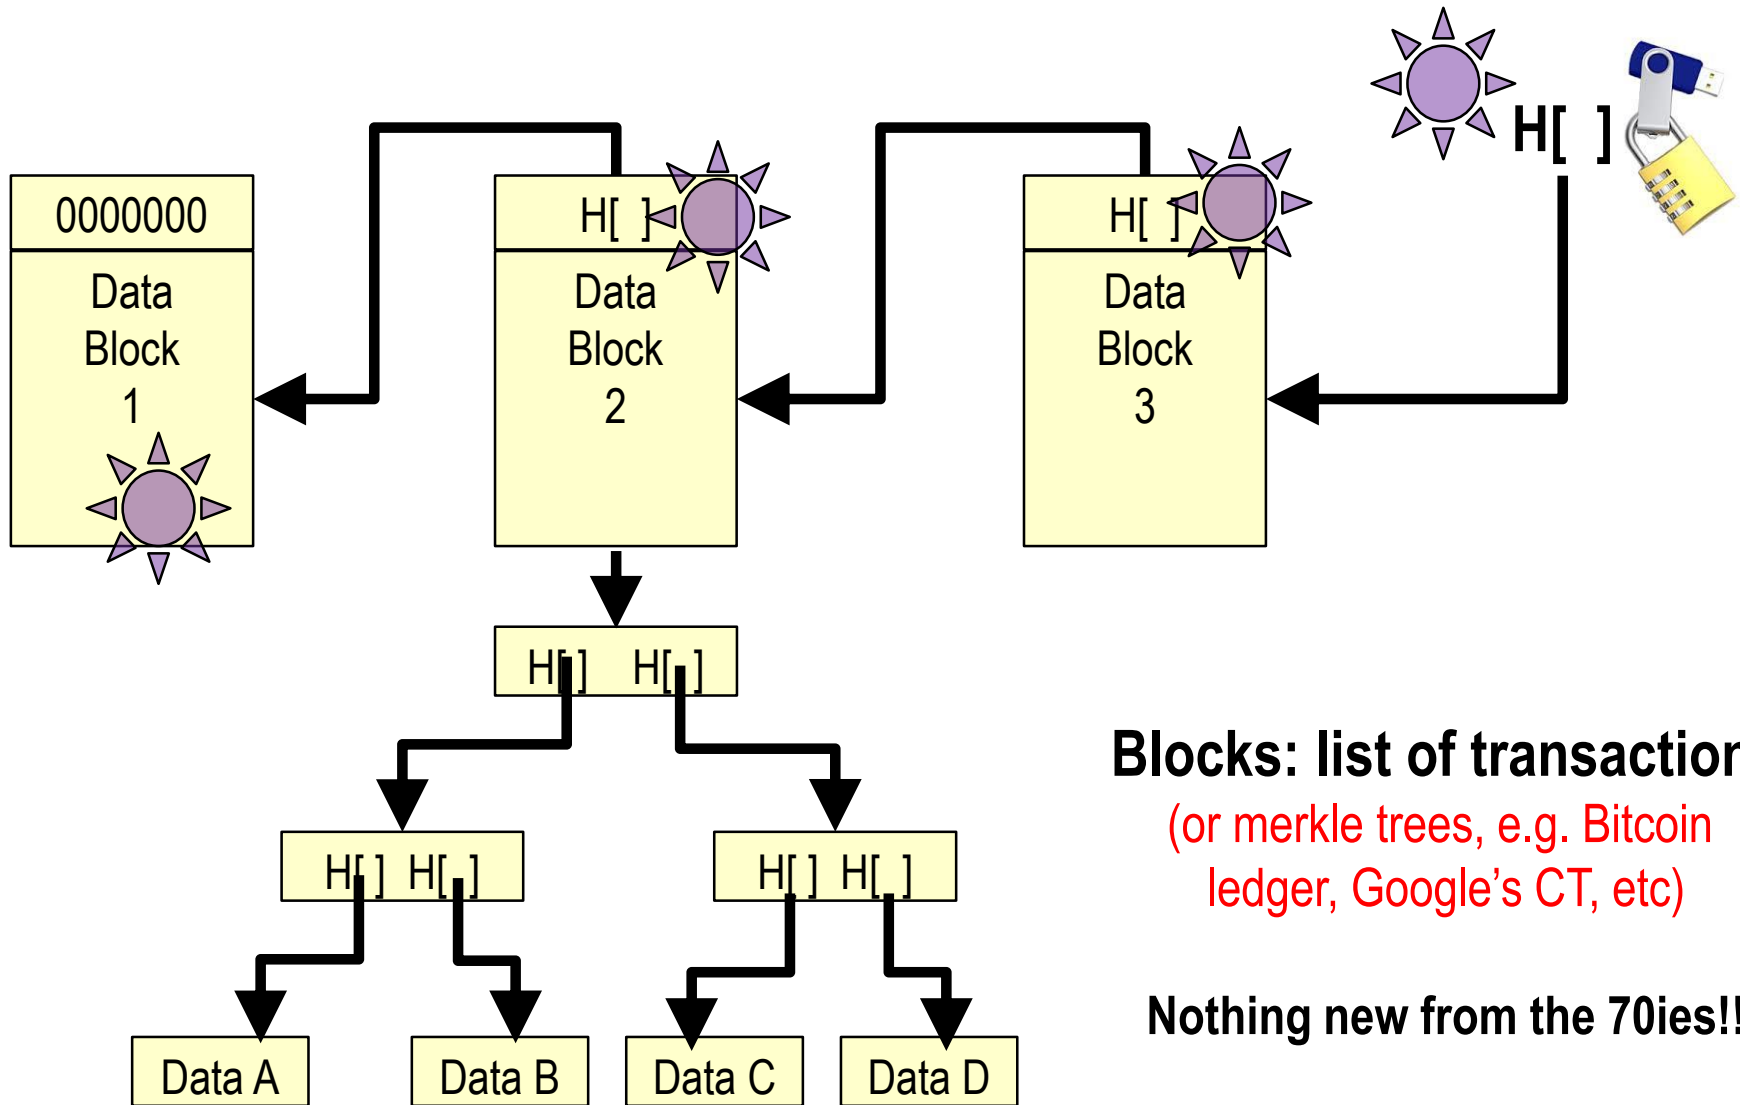 H[ ]
0000000
H[ ]
H[ ]
Data
Block
1
Data
Block
2
Data
Block
3
H[ ] H[ ]
Blocks: list of transaction
(or merkle trees, e.g. Bitcoin
ledger, Google’s CT, etc)
H[ ] H[ ]
H[ ] H[ ]
Nothing new from the 70ies!!
Data A
Data B
Data C
Data D